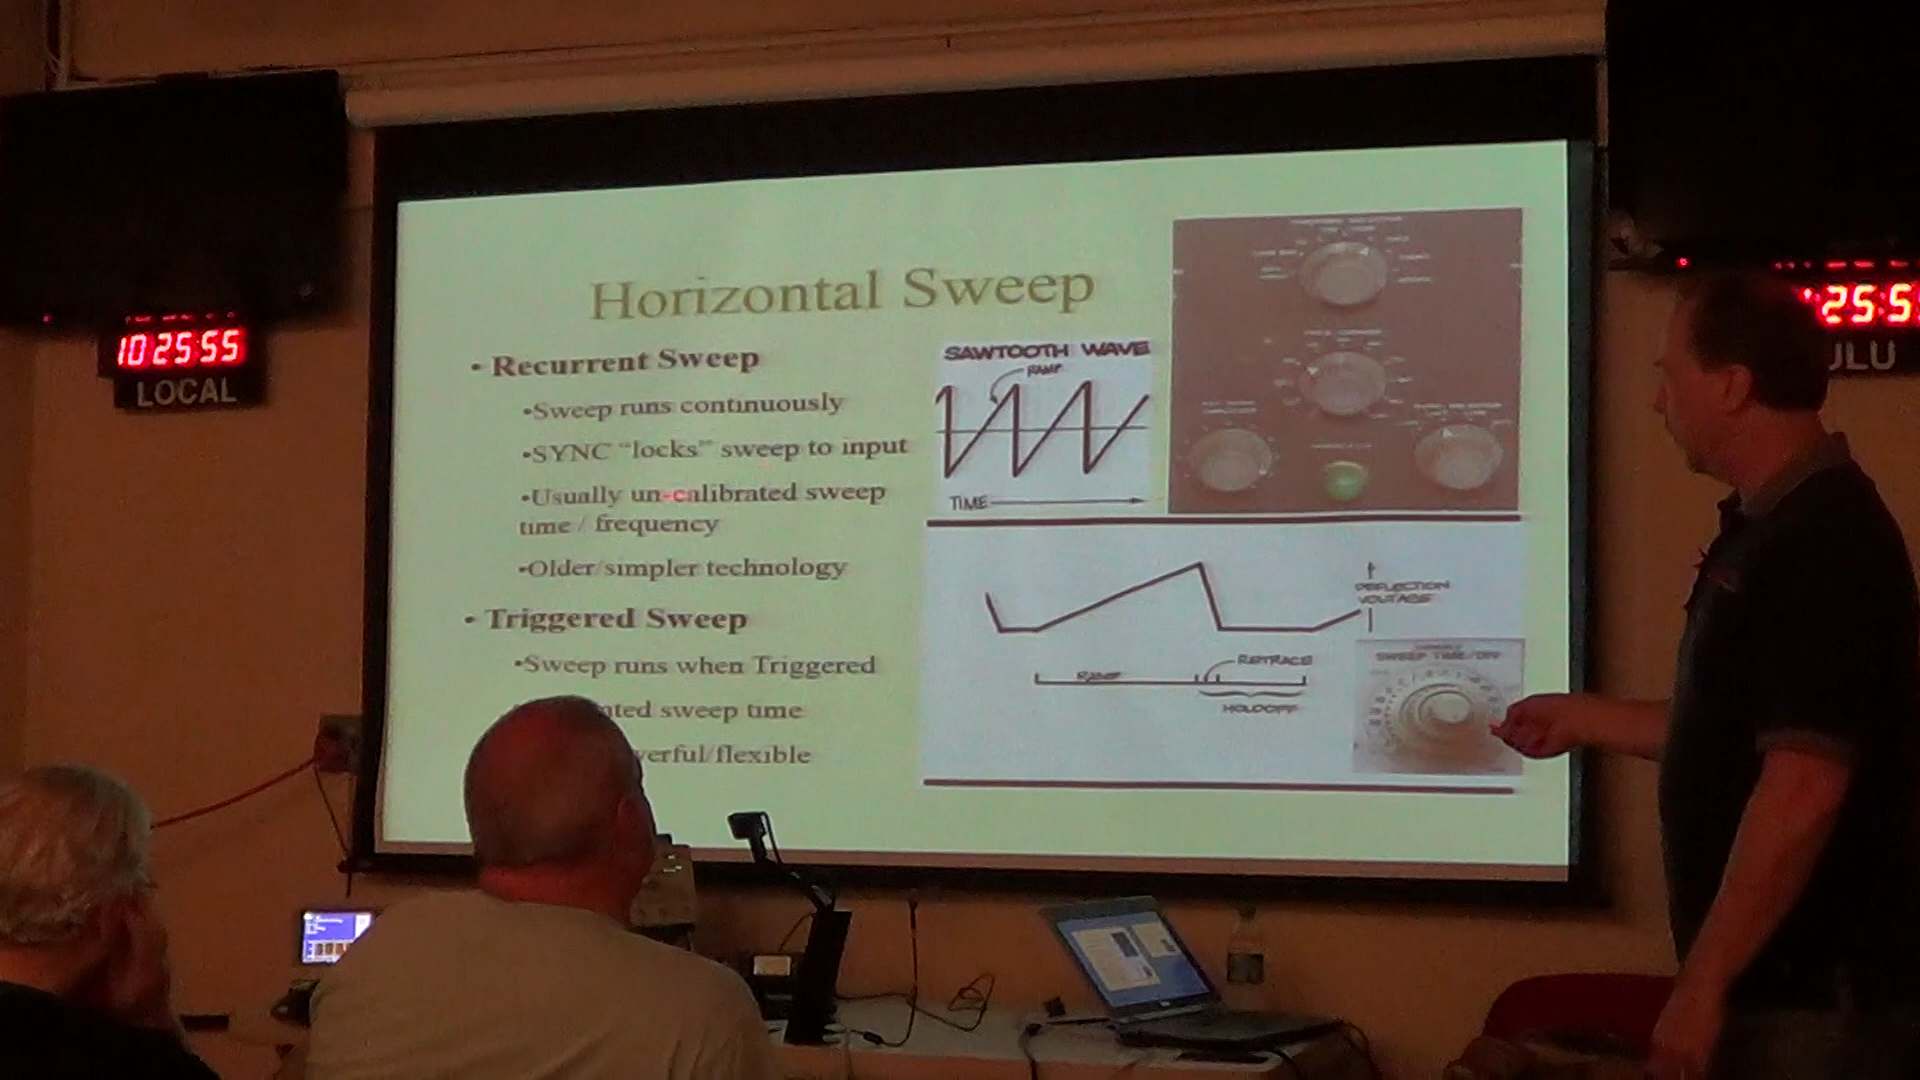 Horizontal Sweep
• Recurrent Sweep
•Sweep runs continuously
•SYNC “locks” sweep to input
•Usually un-calibrated sweep
time / frequency
•Older/simpler technology
• Triggered Sweep
•Sweep runs when Triggered
sweep time
/flexible
SAWTOOTH WAVE
RAMP
TIME
DEFLECTION
VOLTAGE
RAMP
RETRACE
HOLDOFF
SWEEP TIME/DIV
10:25:55
LOCAL
25:5
ULU